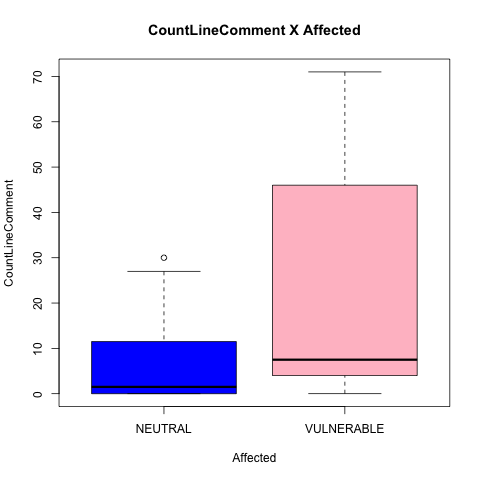 CountLineComment X Affected
CountLineComment
70
60
50
40
30
20
10
0
NEUTRAL
VULNERABLE
Affected